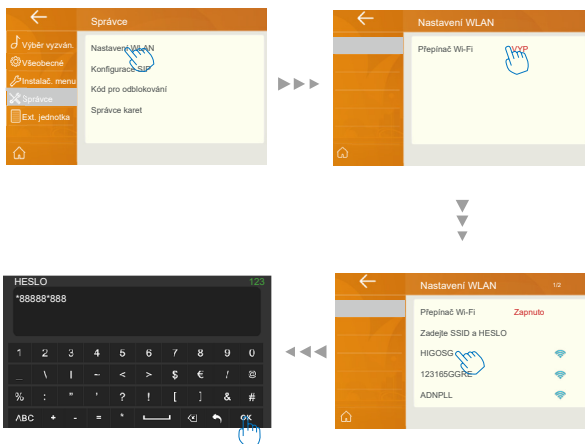 Správce
Výběr vyzván.
Všeobecné
Instalač. menu
Správce
Ext. jednotka
Nastavení WLAN
Konfigurace SIP
Kód pro odblokování
Správce karet
Nastavení WLAN
Přepínač Wi-Fi VYP
HESLO 123
*88888*888
1 2 3 4 5 6 7 8 9 0
_ \ | ~ < > $ € / @
% : " ' ? ! [ ] & #
ABC + - = * OK
Nastavení WLAN 1/2
Přepínač Wi-Fi Zapnuto
Zadejte SSID a HESLO
HIGOSG
123165GGRE
ADNPLL